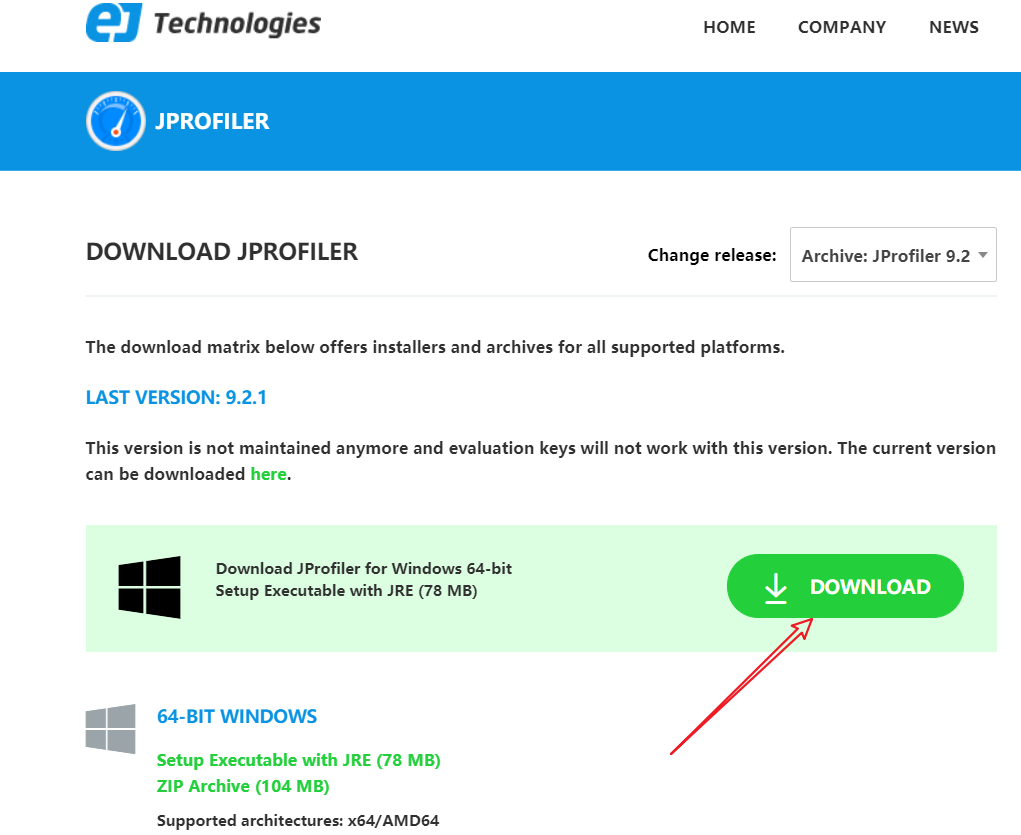 ej Technologies
HOME COMPANY NEWS
JPROFILER
DOWNLOAD JPROFILER
Change release: Archive: JProfiler 9.2
The download matrix below offers installers and archives for all supported platforms.
LAST VERSION: 9.2.1
This version is not maintained anymore and evaluation keys will not work with this version. The current version
can be downloaded here.
Download JProfiler for Windows 64-bit
Setup Executable with JRE (78 MB)
DOWNLOAD
64-BIT WINDOWS
Setup Executable with JRE (78 MB)
ZIP Archive (104 MB)
Supported architectures: x64/AMD64